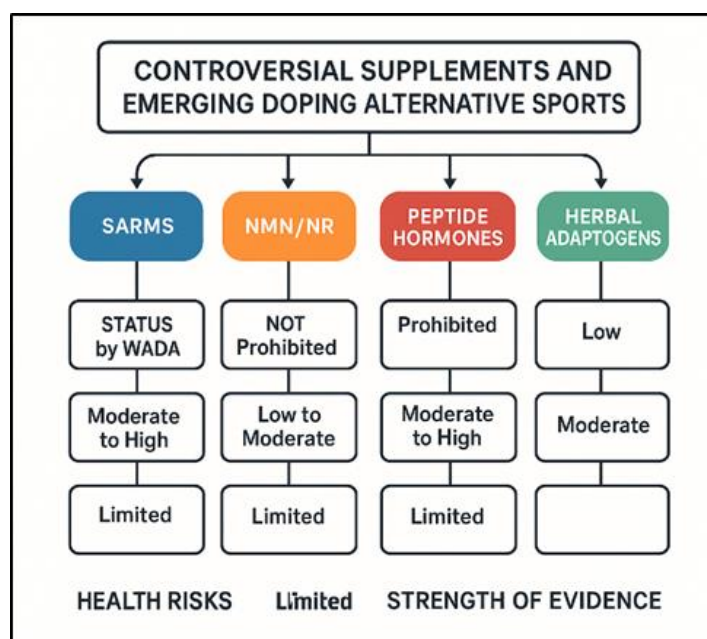 CONTROVERSIAL SUPPLEMENTS AND
EMERGING DOPING ALTERNATIVE SPORTS
SARMS
NMN/NR
PEPTIDE
HORMONES
HERBAL
ADAPTOGENS
STATUS
by WADA
NOT
Prohibited
Prohibited
Low
Moderate
to High
Low to
Moderate
Moderate
to High
Moderate
Limited
Limited
Limited
HEALTH RISKS
Limited
STRENGTH OF EVIDENCE